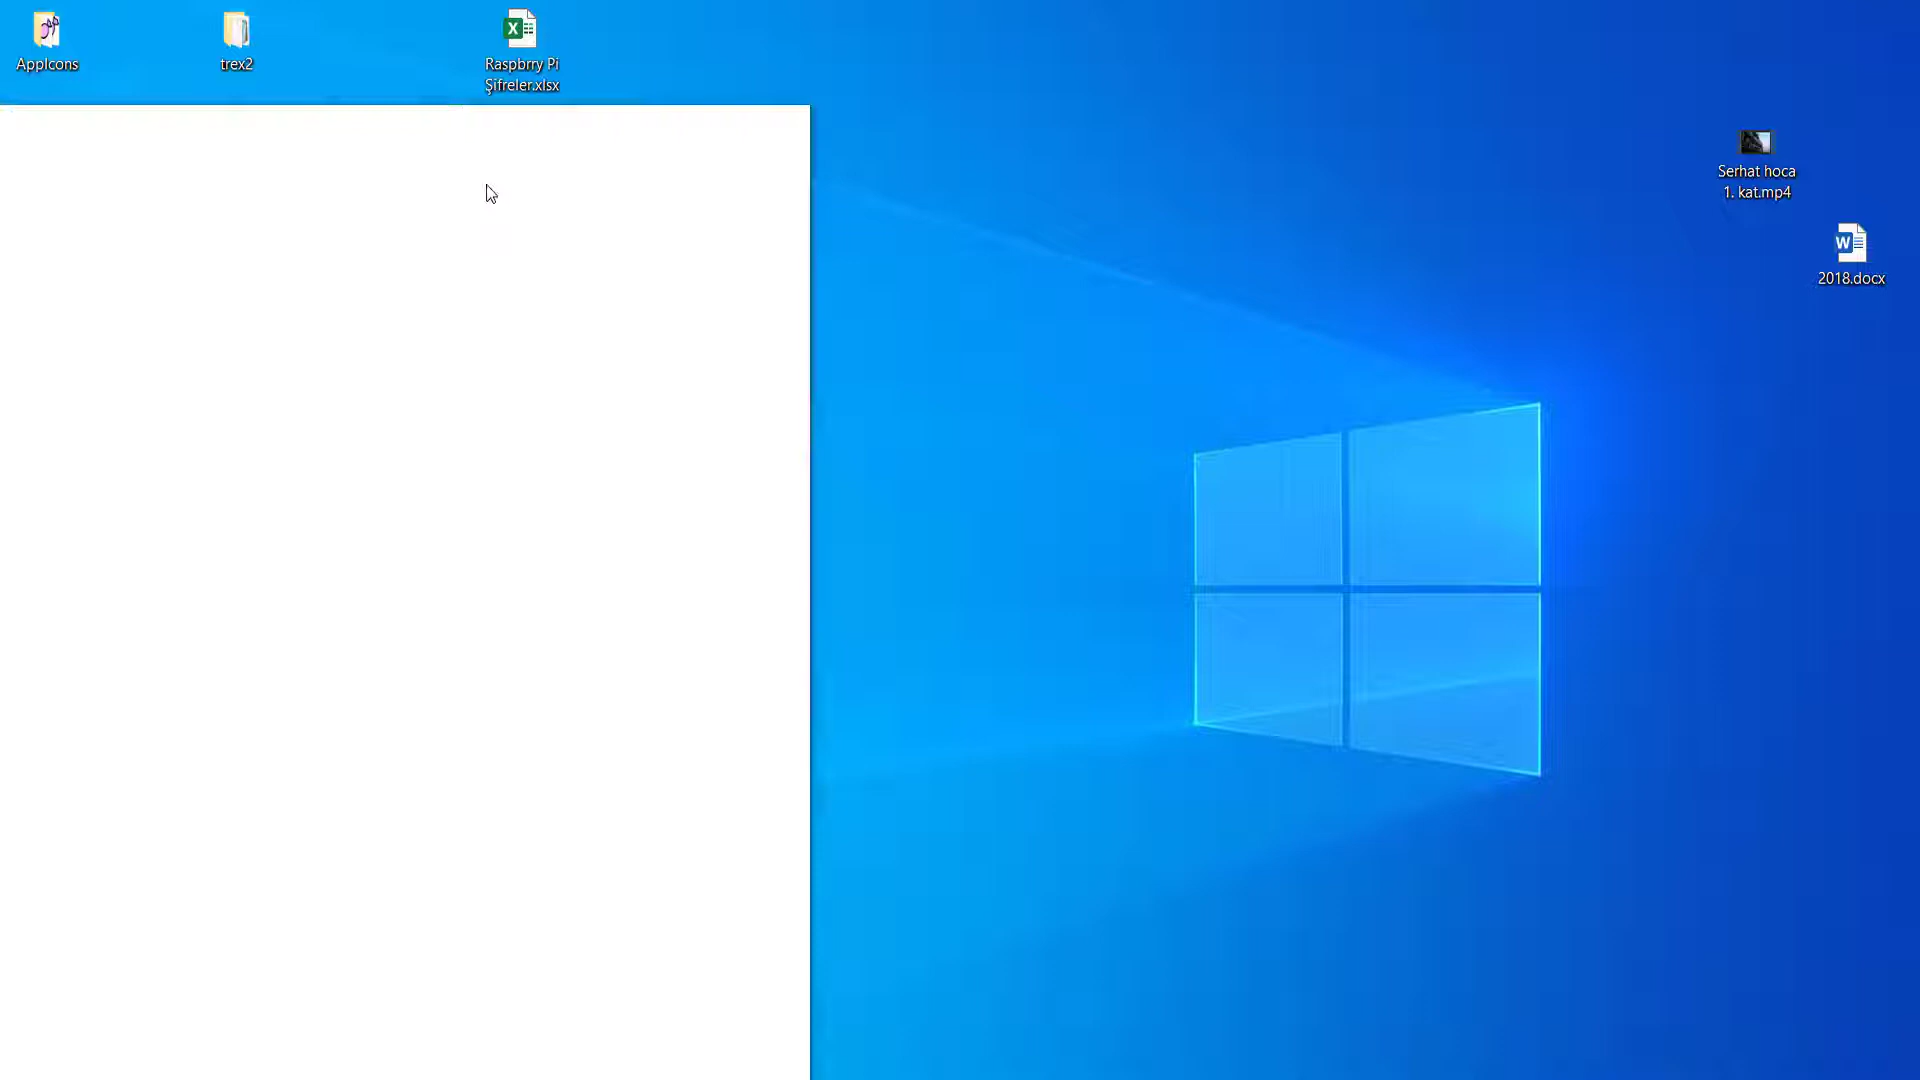 AppIcons
trex2
Raspbrry Pi
Şifreler.xlsx
Serhat hoca
1. kat.mp4
2018.docx